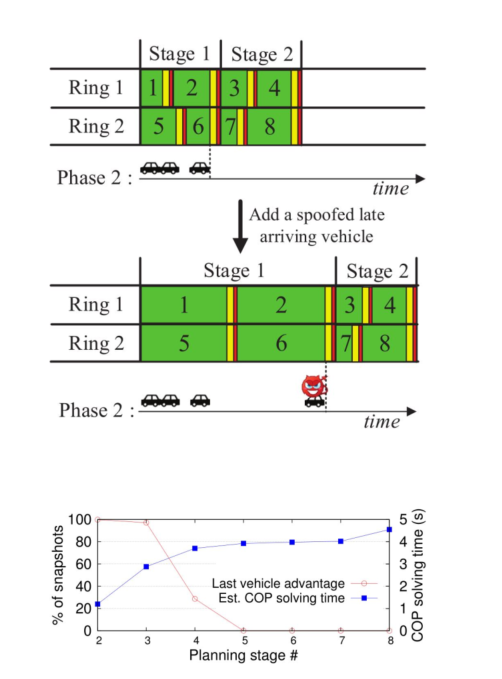 Stage 1 Stage 2
Ring 1 1 2 3 4
Ring 2 5 6 7 8
Phase 2 :
time
Add a spoofed late
arriving vehicle
Stage 1 Stage 2
Ring 1 1 2 3 4
Ring 2 5 6 7 8
Phase 2 :
time
% of snapshots
100
80
60
40
20
0
Last vehicle advantage
Est. COP solving time
5
4
3
2
1
0
COP solving time (s)
2 3 4 5 6 7 8
Planning stage #